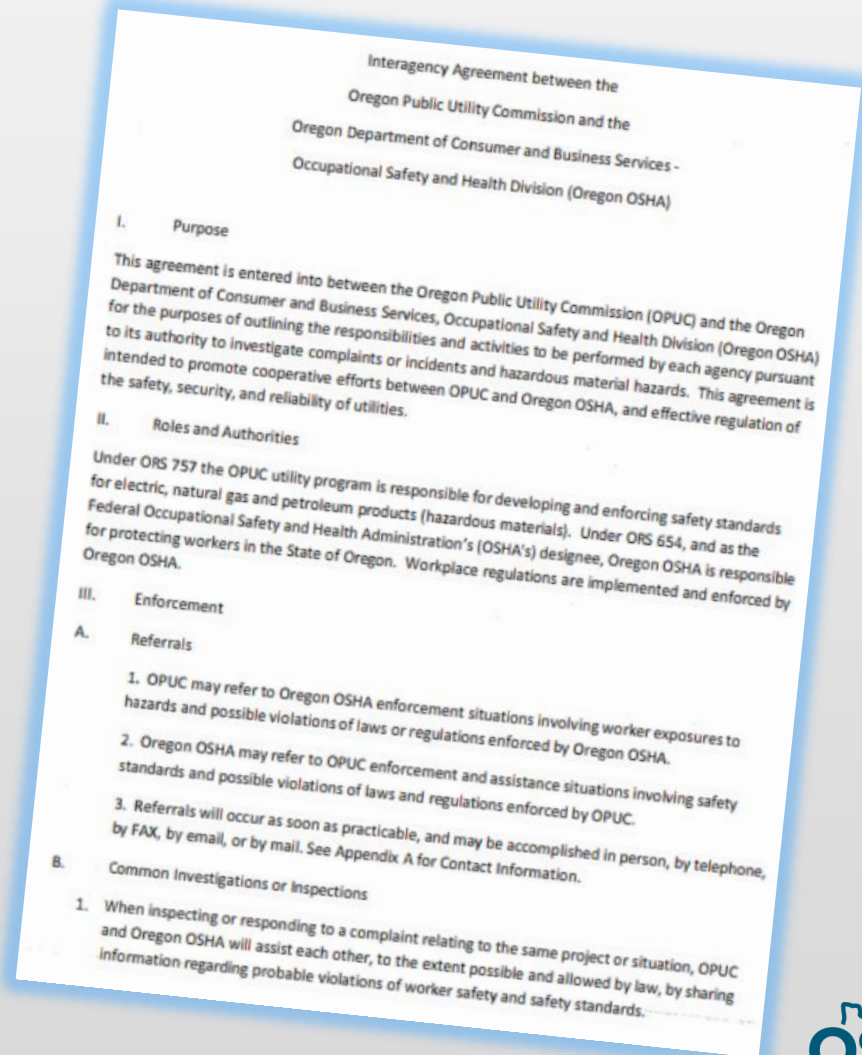 Interagency Agreement between the
Oregon Public Utility Commission and the
Oregon Department of Consumer and Business Services -
Occupational Safety and Health Division (Oregon OSHA)
I. Purpose
This agreement is entered into between the Oregon Public Utility Commission (OPUC) and the Oregon
Department of Consumer and Business Services, Occupational Safety and Health Division (Oregon OSHA)
for the purposes of outlining the responsibilities and activities to be performed by each agency pursuant
to its authority to investigate complaints or incidents and hazardous material hazards. This agreement is
intended to promote cooperative efforts between OPUC and Oregon OSHA, and effective regulation of
the safety, security, and reliability of utilities.
II. Roles and Authorities
Under ORS 757 the OPUC utility program is responsible for developing and enforcing safety standards
for electric, natural gas and petroleum products (hazardous materials). Under ORS 654, and as the
Federal Occupational Safety and Health Administration's (OSHA's) designee, Oregon OSHA is responsible
for protecting workers in the State of Oregon. Workplace regulations are implemented and enforced by
Oregon OSHA.
III. Enforcement
A. Referrals
1. OPUC may refer to Oregon OSHA enforcement situations involving worker exposures to
hazards and possible violations of laws or regulations enforced by Oregon OSHA.
2. Oregon OSHA may refer to OPUC enforcement and assistance situations involving safety
standards and possible violations of laws and regulations enforced by OPUC.
3. Referrals will occur as soon as practicable, and may be accomplished in person, by telephone,
by FAX, by email, or by mail. See Appendix A for Contact Information.
B. Common Investigations or Inspections
1. When inspecting or responding to a complaint relating to the same project or situation, OPUC
and Oregon OSHA will assist each other, to the extent possible and allowed by law, by sharing
information regarding probable violations of worker safety and safety standards.